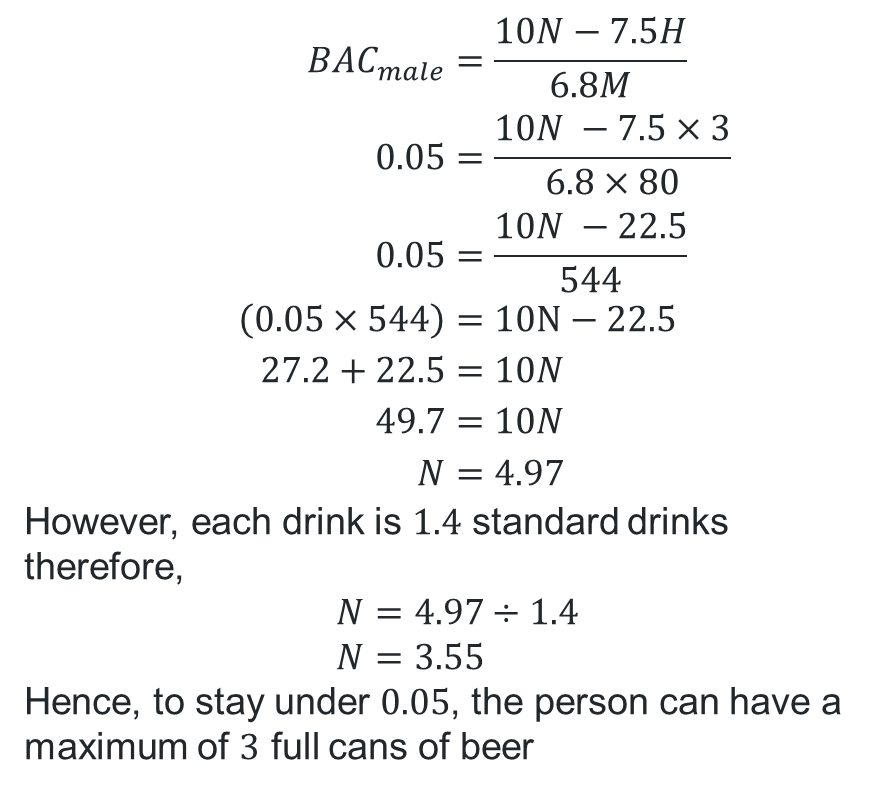 BAC_male = (10N − 7.5H) / 6.8M
0.05 = (10N − 7.5 × 3) / (6.8 × 80)
0.05 = (10N − 22.5) / 544
(0.05 × 544) = 10N − 22.5
27.2 + 22.5 = 10N
49.7 = 10N
N = 4.97
However, each drink is 1.4 standard drinks
therefore,
N = 4.97 ÷ 1.4
N = 3.55
Hence, to stay under 0.05, the person can have a
maximum of 3 full cans of beer